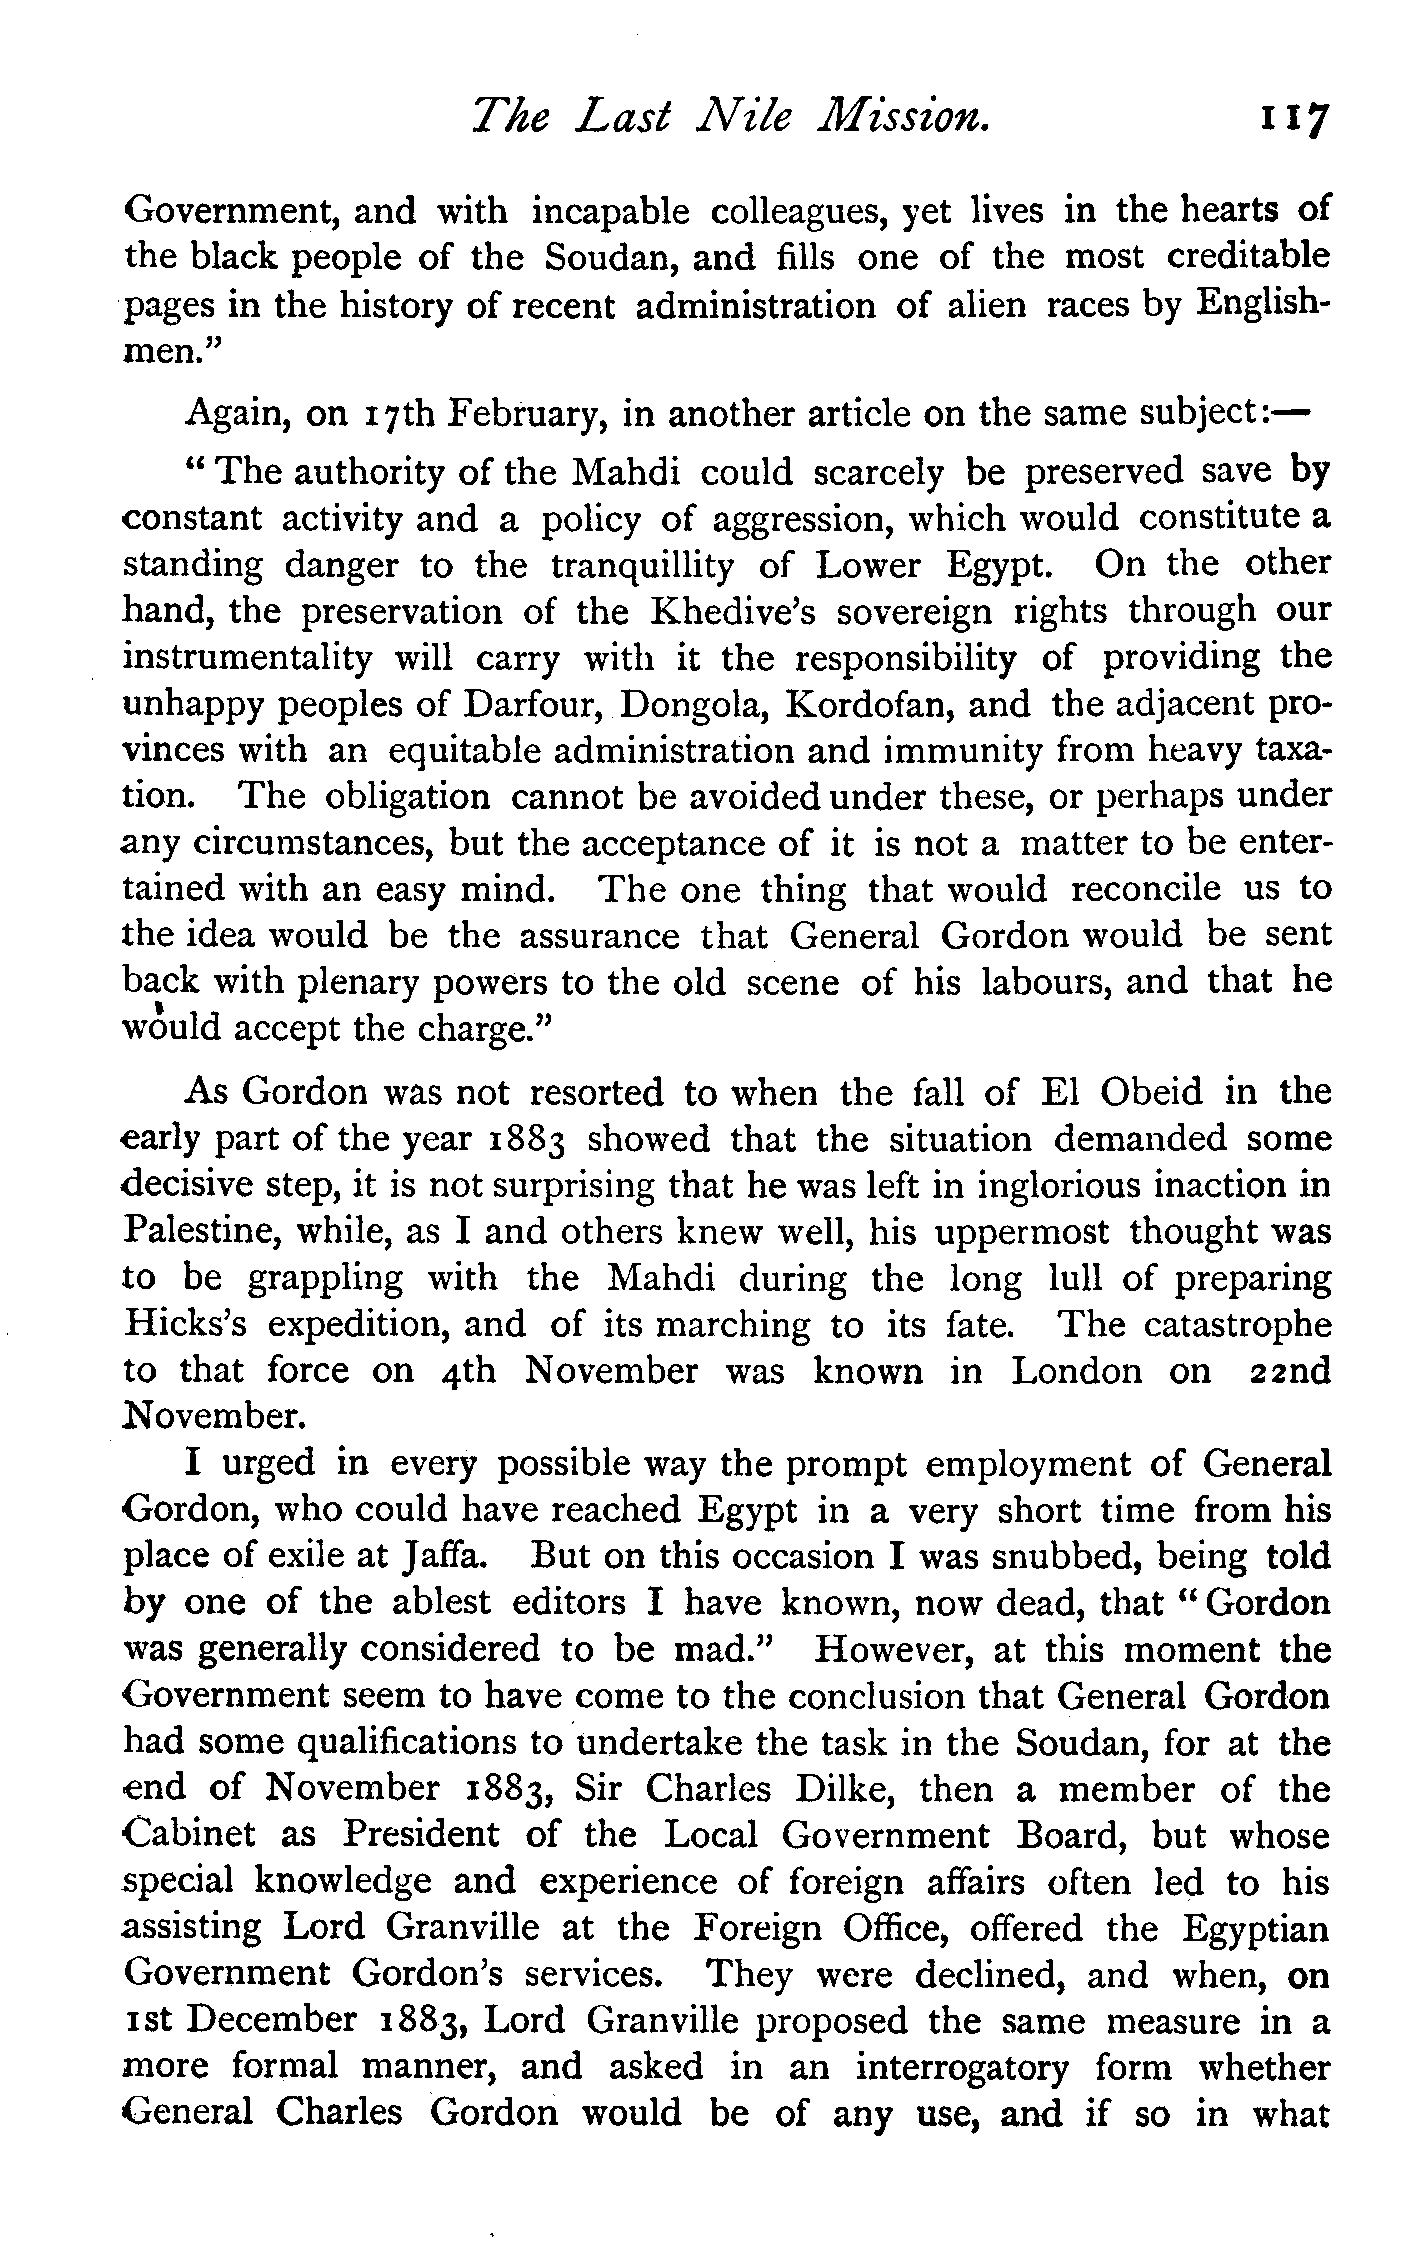 The Last Nile Mission. 117
Government, and with incapable colleagues, yet lives in the hearts of
the black people of the Soudan, and fills one of the most creditable
pages in the history of recent administration of alien races by English-
men."
Again, on 17th February, in another article on the same subject:—
"The authority of the Mahdi could scarcely be preserved save by
constant activity and a policy of aggression, which would constitute a
standing danger to the tranquillity of Lower Egypt. On the other
hand, the preservation of the Khedive's sovereign rights through our
instrumentality will carry with it the responsibility of providing the
unhappy peoples of Darfour, Dongola, Kordofan, and the adjacent pro-
vinces with an equitable administration and immunity from heavy taxa-
tion. The obligation cannot be avoided under these, or perhaps under
any circumstances, but the acceptance of it is not a matter to be enter-
tained with an easy mind. The one thing that would reconcile us to
the idea would be the assurance that General Gordon would be sent
back with plenary powers to the old scene of his labours, and that he
would accept the charge."
As Gordon was not resorted to when the fall of El Obeid in the
early part of the year 1883 showed that the situation demanded some
decisive step, it is not surprising that he was left in inglorious inaction in
Palestine, while, as I and others knew well, his uppermost thought was
to be grappling with the Mahdi during the long lull of preparing
Hicks's expedition, and of its marching to its fate. The catastrophe
to that force on 4th November was known in London on 22nd
November.
I urged in every possible way the prompt employment of General
Gordon, who could have reached Egypt in a very short time from his
place of exile at Jaffa. But on this occasion I was snubbed, being told
by one of the ablest editors I have known, now dead, that "Gordon
was generally considered to be mad." However, at this moment the
Government seem to have come to the conclusion that General Gordon
had some qualifications to undertake the task in the Soudan, for at the
end of November 1883, Sir Charles Dilke, then a member of the
Cabinet as President of the Local Government Board, but whose
special knowledge and experience of foreign affairs often led to his
assisting Lord Granville at the Foreign Office, offered the Egyptian
Government Gordon's services. They were declined, and when, on
1st December 1883, Lord Granville proposed the same measure in a
more formal manner, and asked in an interrogatory form whether
General Charles Gordon would be of any use, and if so in what